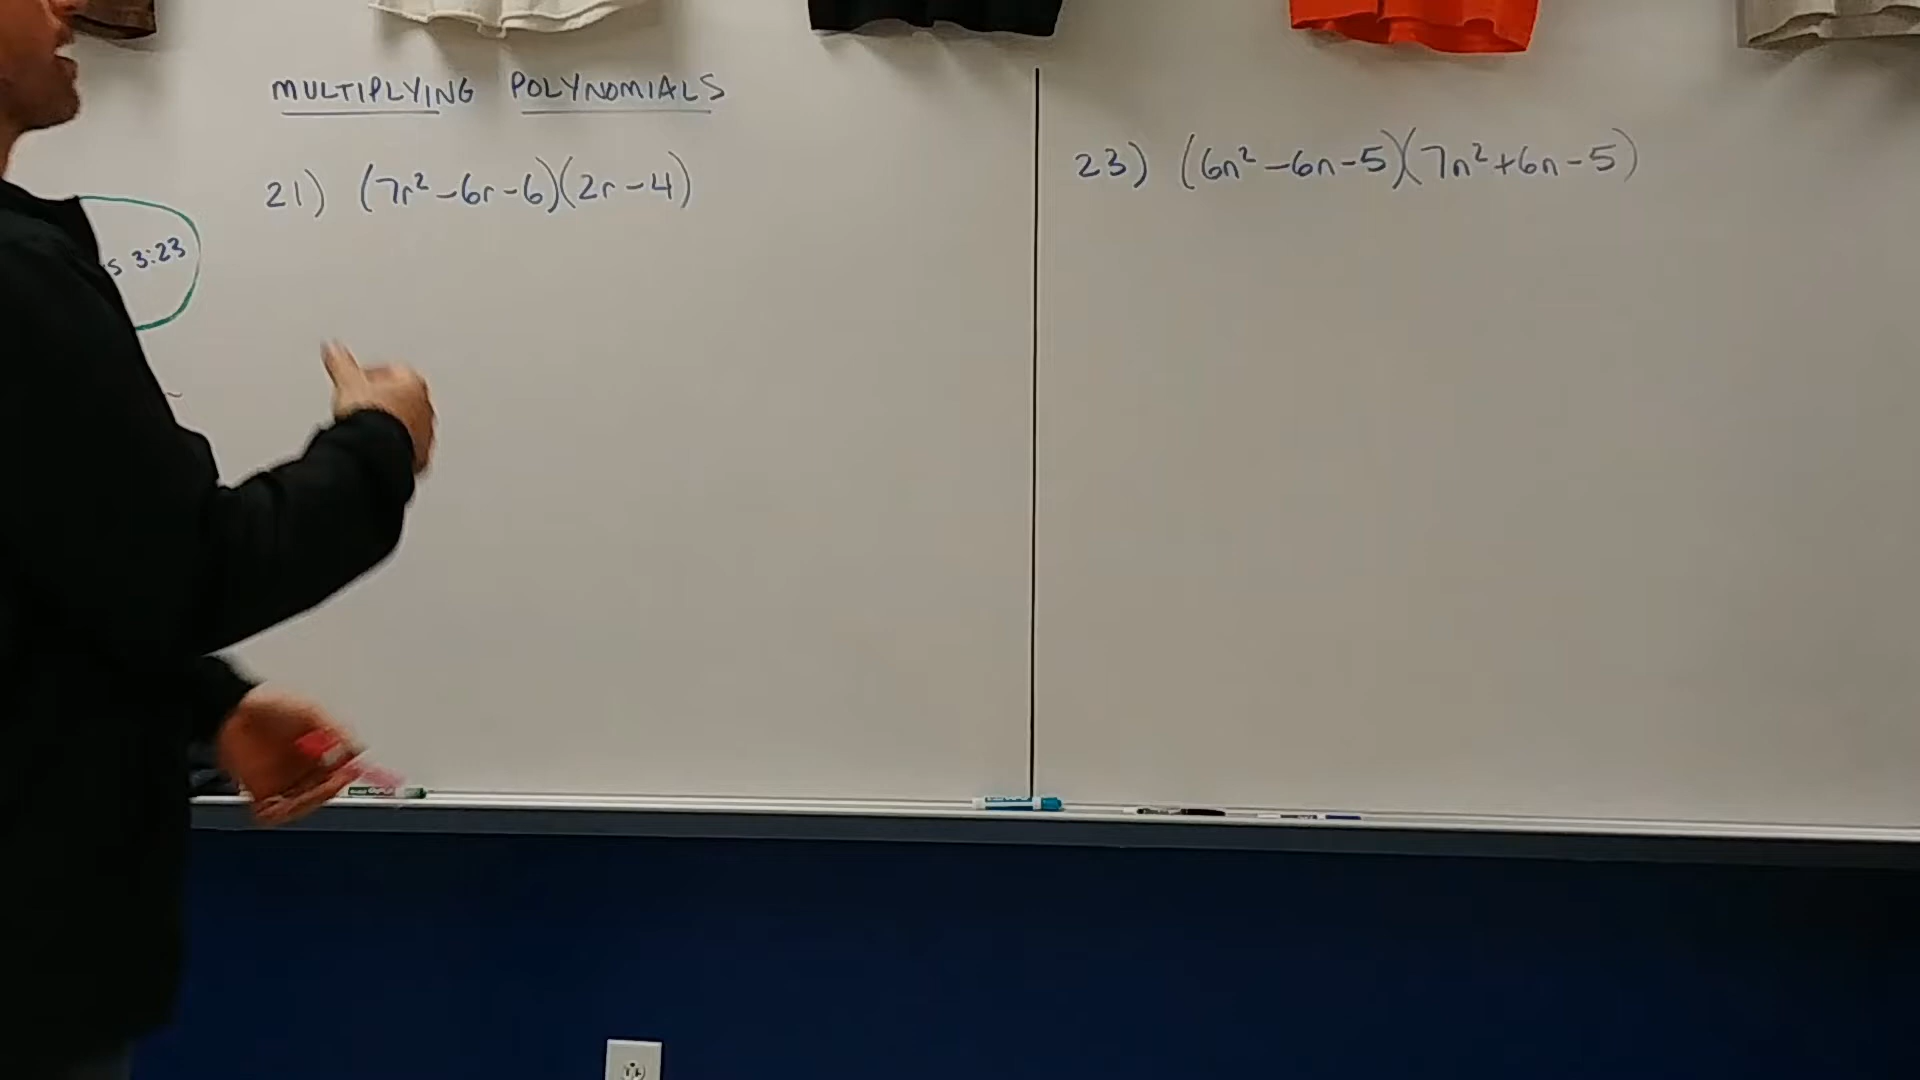 MULTIPLYING POLYNOMIALS
21) (7r²-6r-6)(2r-4)
s 3:23
23) (6n²-6n-5)(7n²+6n-5)